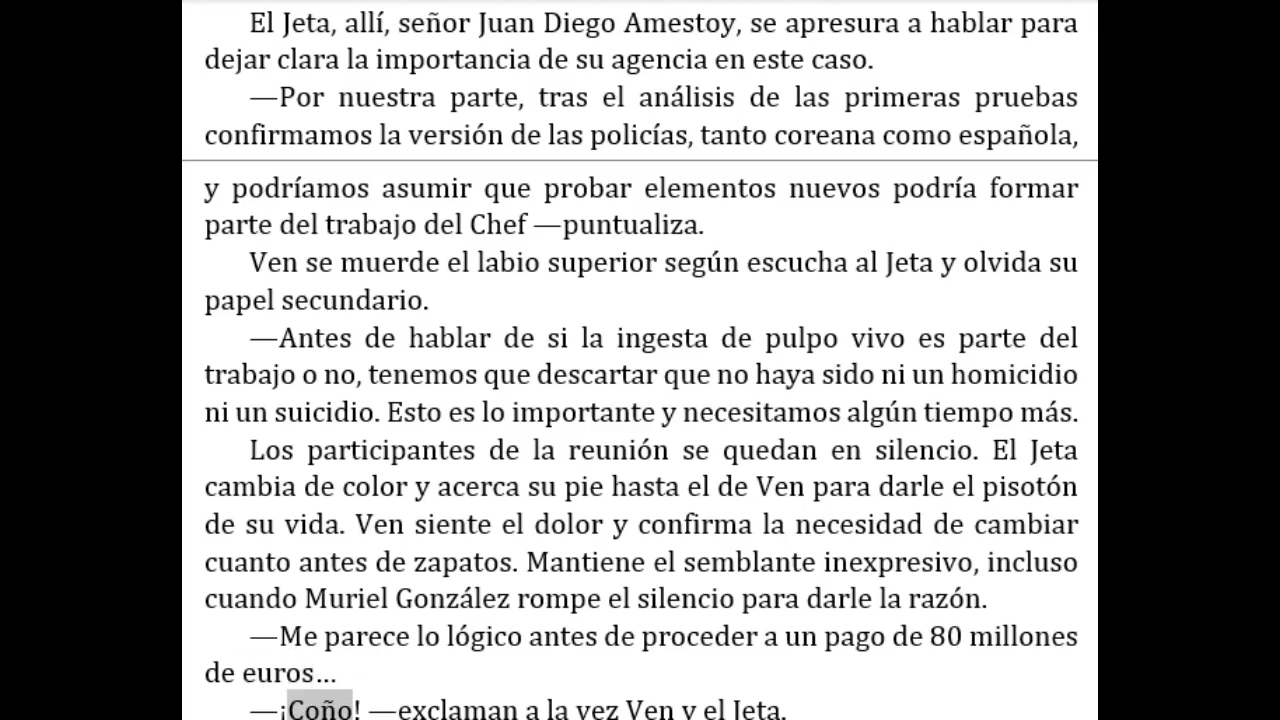 El Jeta, allí, señor Juan Diego Amestoy, se apresura a hablar para
dejar clara la importancia de su agencia en este caso.
—Por nuestra parte, tras el análisis de las primeras pruebas
confirmamos la versión de las policías, tanto coreana como española,
y podríamos asumir que probar elementos nuevos podría formar
parte del trabajo del Chef —puntualiza.
Ven se muerde el labio superior según escucha al Jeta y olvida su
papel secundario.
—Antes de hablar de si la ingesta de pulpo vivo es parte del
trabajo o no, tenemos que descartar que no haya sido ni un homicidio
ni un suicidio. Esto es lo importante y necesitamos algún tiempo más.
Los participantes de la reunión se quedan en silencio. El Jeta
cambia de color y acerca su pie hasta el de Ven para darle el pisotón
de su vida. Ven siente el dolor y confirma la necesidad de cambiar
cuanto antes de zapatos. Mantiene el semblante inexpresivo, incluso
cuando Muriel González rompe el silencio para darle la razón.
—Me parece lo lógico antes de proceder a un pago de 80 millones
de euros…
—¡Coño! —exclaman a la vez Ven y el Jeta.